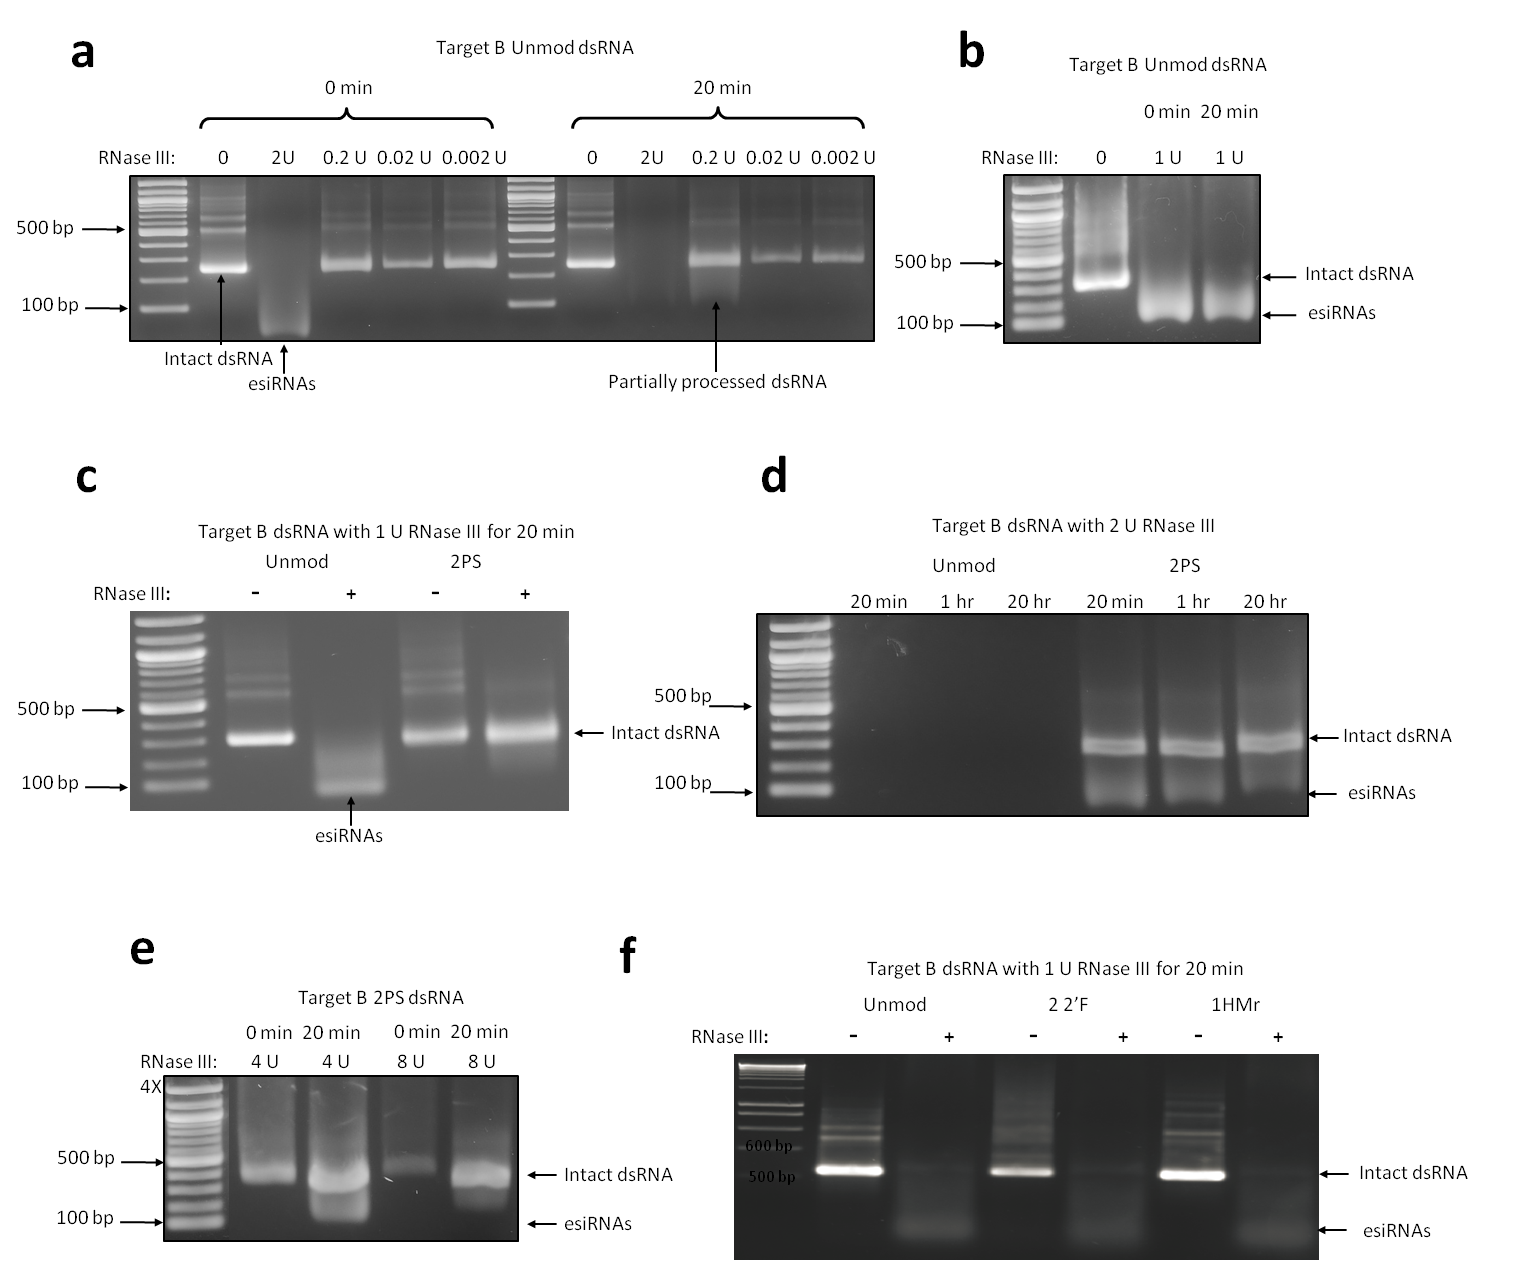 a
Target B Unmod dsRNA
0 min
20 min
RNase III: 0 2U 0.2 U 0.02 U 0.002 U 0 2U 0.2 U 0.02 U 0.002 U
500 bp
100 bp
Intact dsRNA
esiRNAs
Partially processed dsRNA
b
Target B Unmod dsRNA
0 min 20 min
RNase III: 0 1 U 1 U
500 bp
100 bp
Intact dsRNA
esiRNAs
c
Target B dsRNA with 1 U RNase III for 20 min
Unmod 2PS
RNase III: - + - +
500 bp
100 bp
Intact dsRNA
esiRNAs
d
Target B dsRNA with 2 U RNase III
Unmod 2PS
20 min 1 hr 20 hr 20 min 1 hr 20 hr
500 bp
100 bp
Intact dsRNA
esiRNAs
e
Target B 2PS dsRNA
0 min 20 min 0 min 20 min
RNase III: 4 U 4 U 8 U 8 U
4X
500 bp
100 bp
Intact dsRNA
esiRNAs
f
Target B dsRNA with 1 U RNase III for 20 min
Unmod 2 2'F 1HMr
RNase III: - + - + - +
600 bp
500 bp
Intact dsRNA
esiRNAs